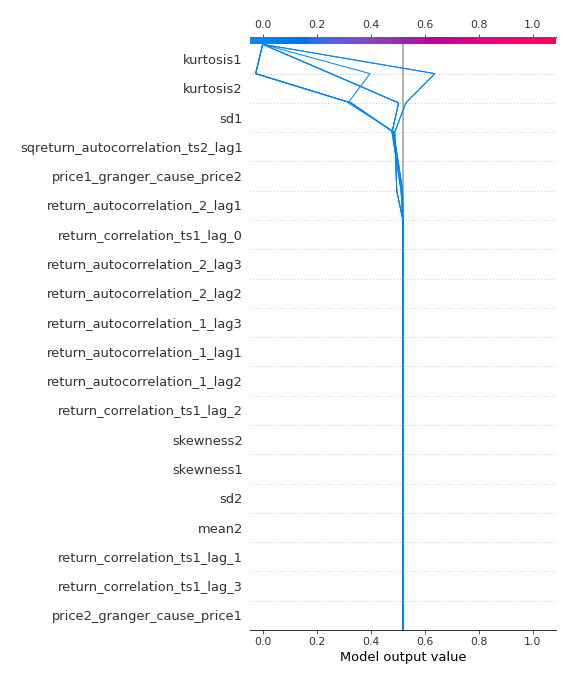 0.0 0.2 0.4 0.6 0.8 1.0
kurtosis1
kurtosis2
sd1
sqreturn_autocorrelation_ts2_lag1
price1_granger_cause_price2
return_autocorrelation_2_lag1
return_correlation_ts1_lag_0
return_autocorrelation_2_lag3
return_autocorrelation_2_lag2
return_autocorrelation_1_lag3
return_autocorrelation_1_lag1
return_autocorrelation_1_lag2
return_correlation_ts1_lag_2
skewness2
skewness1
sd2
mean2
return_correlation_ts1_lag_1
return_correlation_ts1_lag_3
price2_granger_cause_price1
0.0 0.2 0.4 0.6 0.8 1.0
Model output value